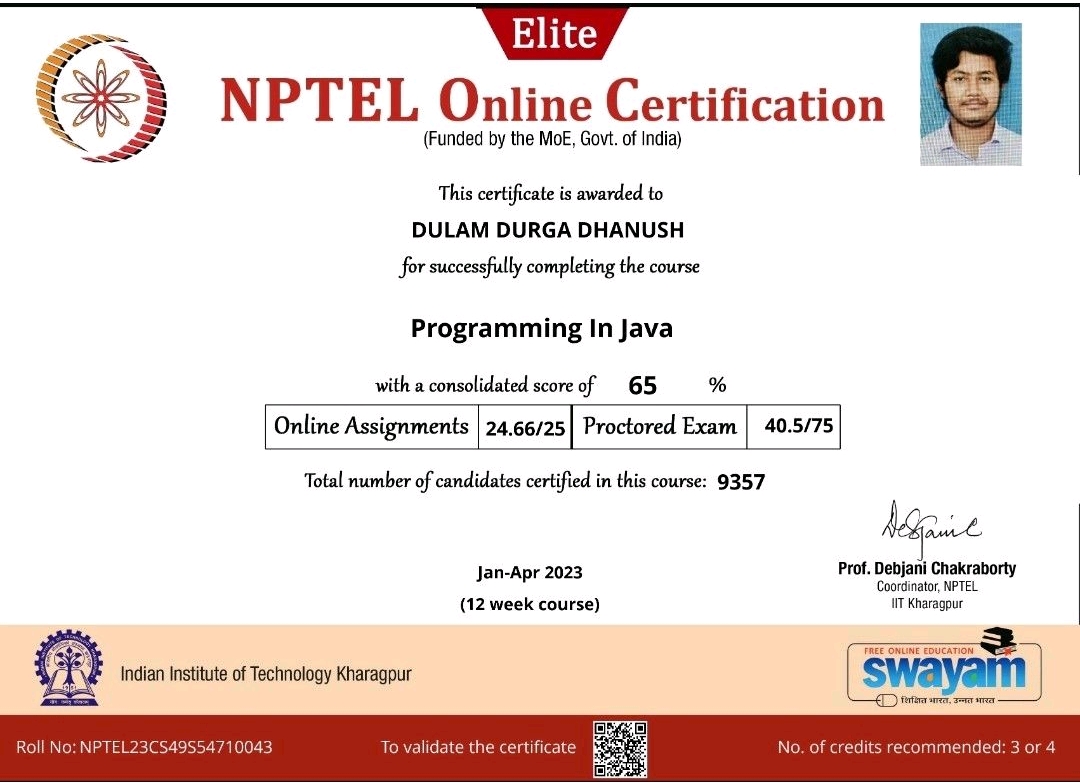 Elite
NPTEL Online Certification
(Funded by the MoE, Govt. of India)
This certificate is awarded to
DULAM DURGA DHANUSH
for successfully completing the course
Programming In Java
with a consolidated score of 65 %
Online Assignments 24.66/25 Proctored Exam 40.5/75
Total number of candidates certified in this course: 9357
Prof. Debjani Chakraborty
Coordinator, NPTEL
IIT Kharagpur
Jan-Apr 2023
(12 week course)
Indian Institute of Technology Kharagpur
FREE ONLINE EDUCATION
swayam
शिक्षित भारत, उन्नत भारत
Roll No: NPTEL23CS49S54710043 To validate the certificate No. of credits recommended: 3 or 4